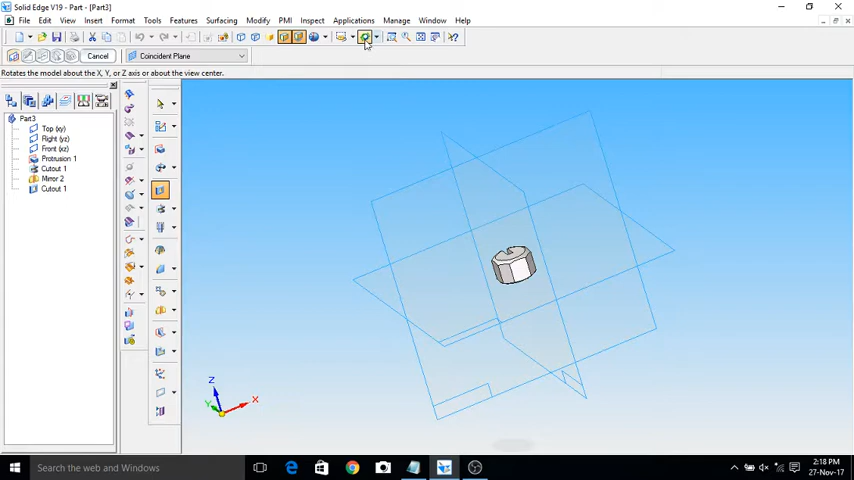 Solid Edge V19 - Part - [Part3]
File Edit View Insert Format Tools Features Surfacing Modify PMI Inspect Applications Manage Window Help
Cancel Coincident Plane
Rotates the model about the X, Y, or Z axis or about the view center.
Part3
Top (xy)
Right (yz)
Front (xz)
Protrusion 1
Cutout 1
Mirror 2
Cutout 1
Z
Y
X
Search the web and Windows
2:18 PM
27-Nov-17